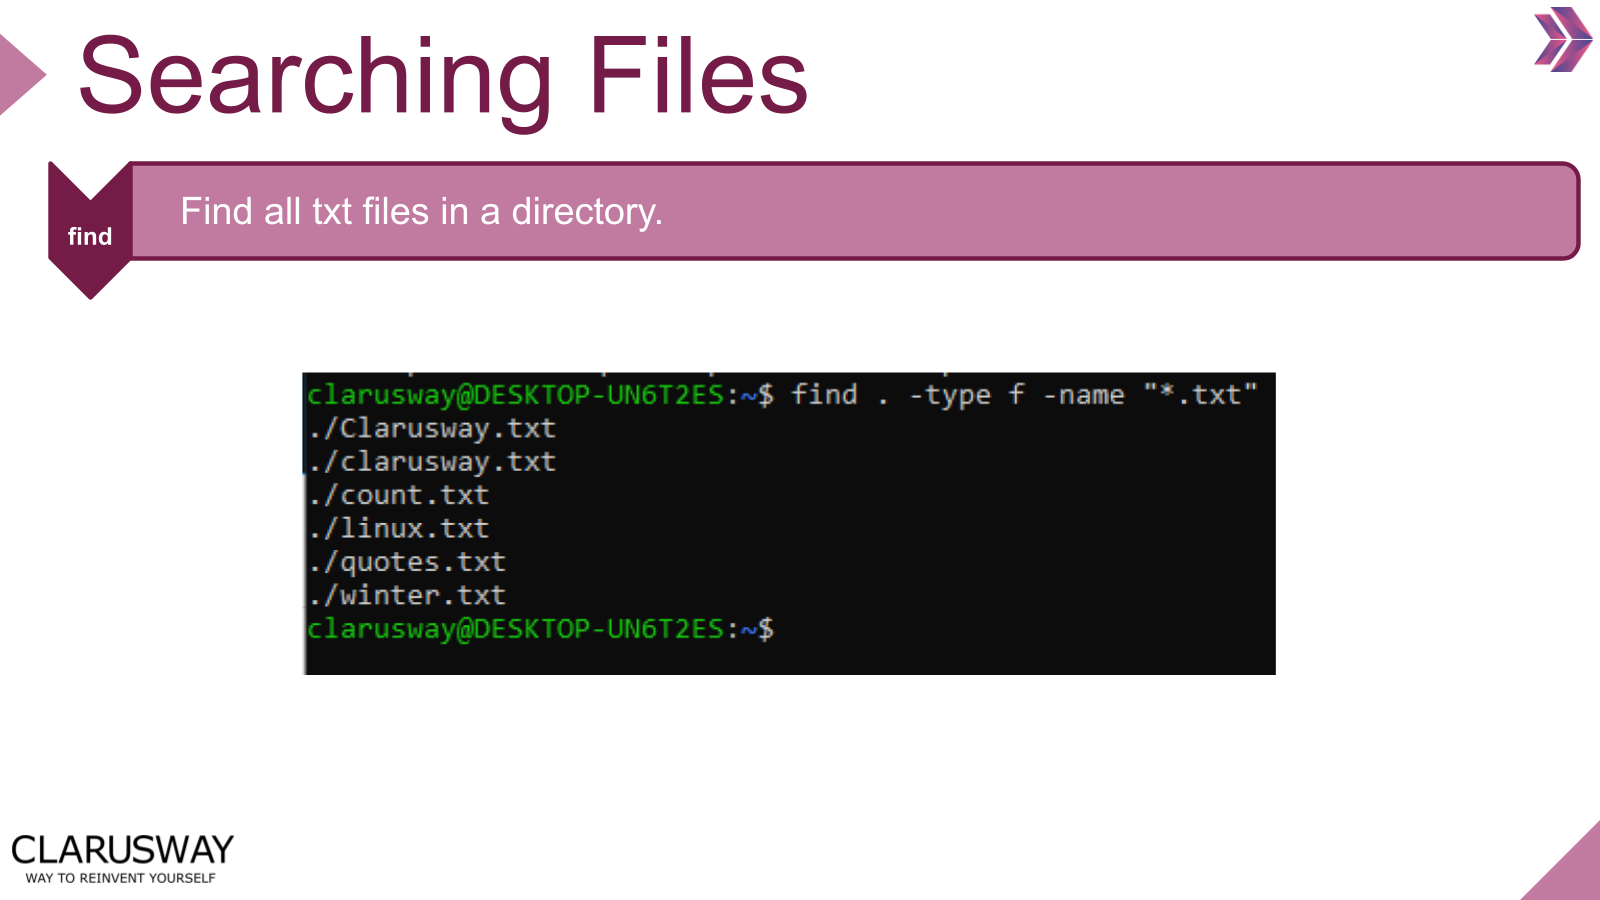 Searching Files
find
Find all txt files in a directory.
clarusway@DESKTOP-UN6T2ES:~$ find . -type f -name "*.txt"
./Clarusway.txt
./clarusway.txt
./count.txt
./linux.txt
./quotes.txt
./winter.txt
clarusway@DESKTOP-UN6T2ES:~$
CLARUSWAY
WAY TO REINVENT YOURSELF